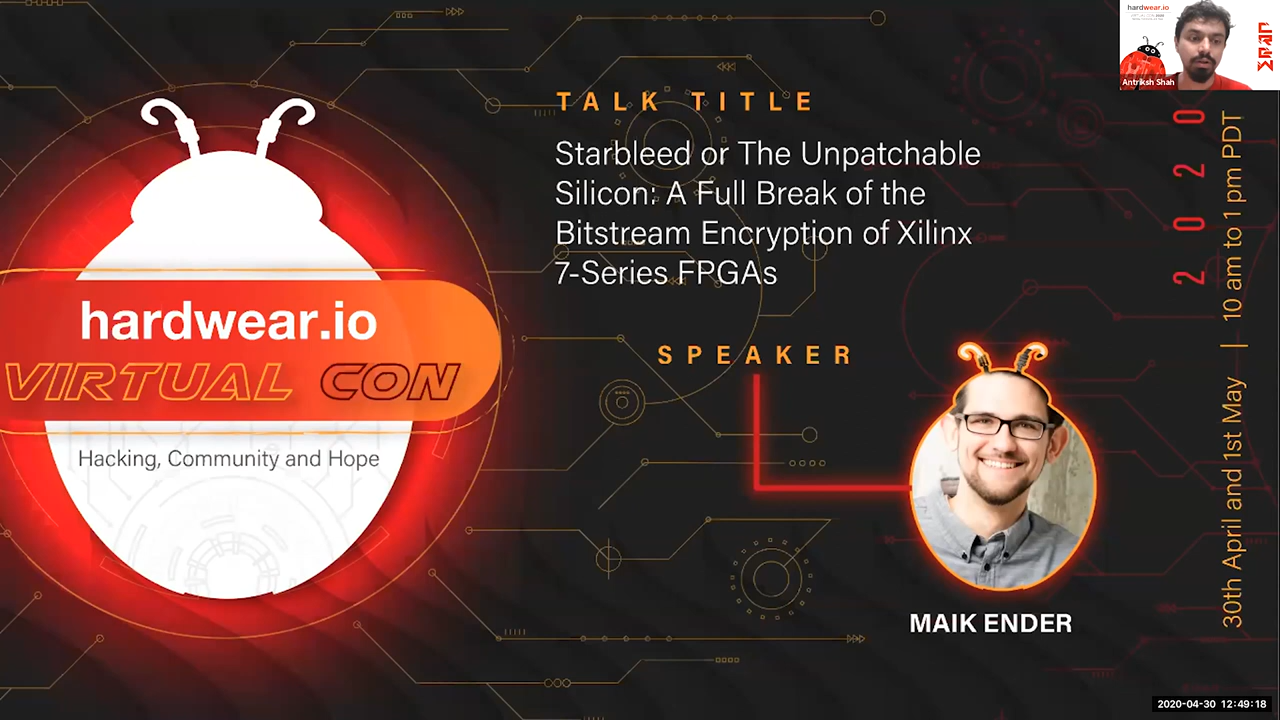 TALK TITLE
Starbleed or The Unpatchable
Silicon: A Full Break of the
Bitstream Encryption of Xilinx
7-Series FPGAs
SPEAKER
MAIK ENDER
hardwear.io
VIRTUAL CON
Hacking, Community and Hope
hardwear.io
Antriksh Shah
2020
30th April and 1st May | 10 am to 1 pm PDT
2020-04-30 12:49:18